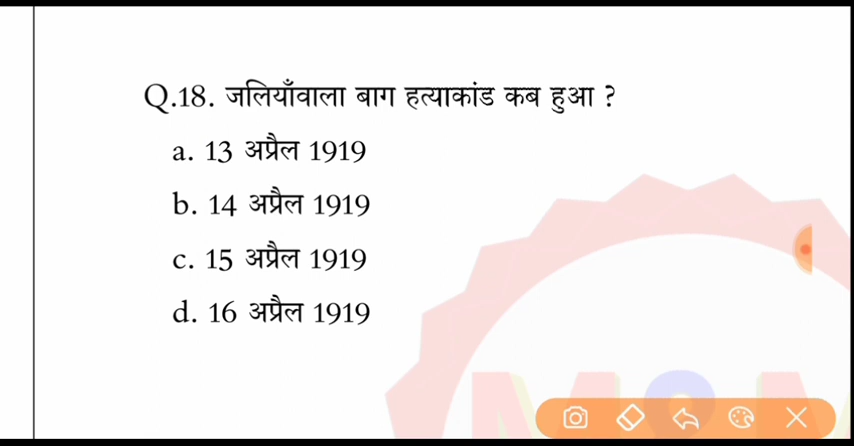 Q.18. जलियाँवाला बाग हत्याकांड कब हुआ ?
a. 13 अप्रैल 1919
b. 14 अप्रैल 1919
c. 15 अप्रैल 1919
d. 16 अप्रैल 1919